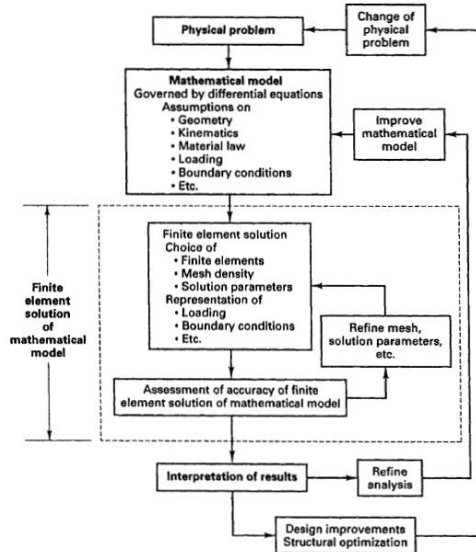 Physical problem
Change of
physical
problem
Mathematical model
Governed by differential equations
Assumptions on
• Geometry
• Kinematics
• Material law
• Loading
• Boundary conditions
• Etc.
Improve
mathematical
model
Finite
element
solution
of
mathematical
model
Finite element solution
Choice of
• Finite elements
• Mesh density
• Solution parameters
Representation of
• Loading
• Boundary conditions
• Etc.
Refine mesh,
solution parameters,
etc.
Assessment of accuracy of finite
element solution of mathematical model
Interpretation of results
Refine
analysis
Design improvements
Structural optimization